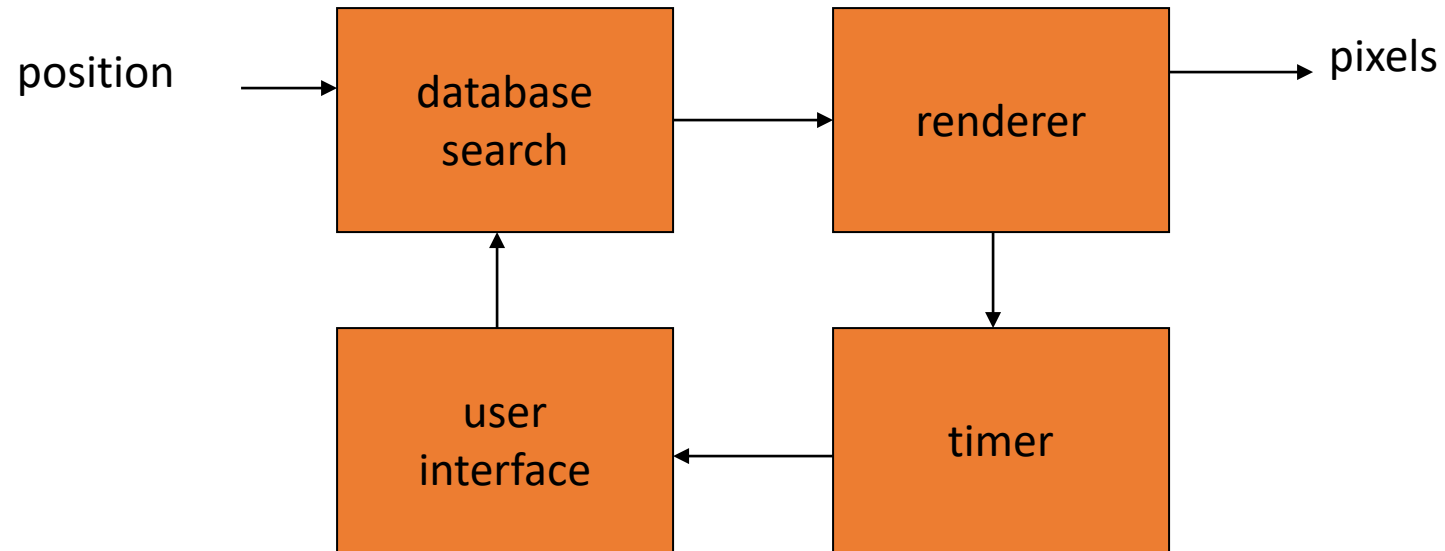 position
database
search
renderer
pixels
user
interface
timer